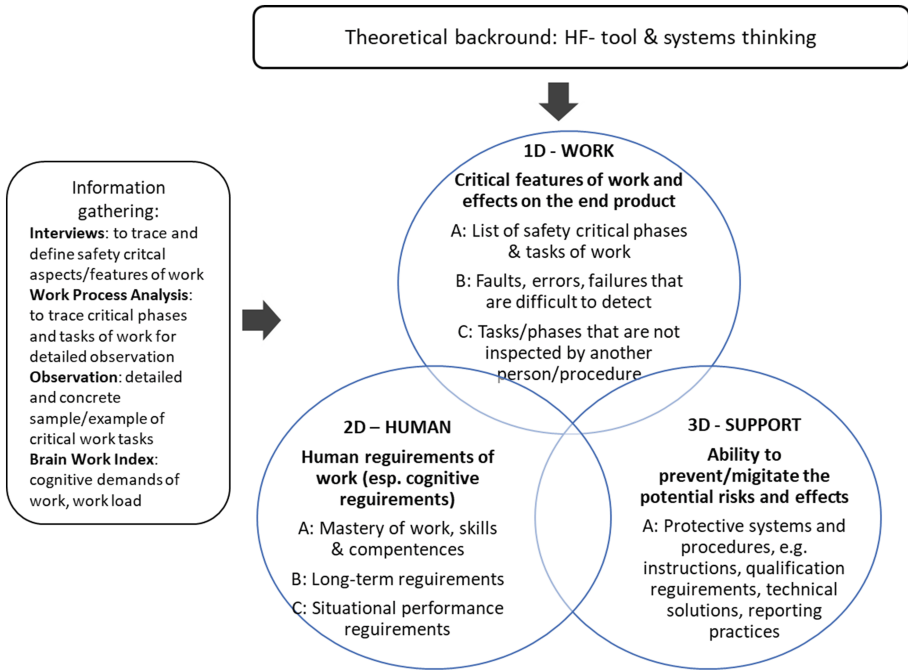 Theoretical backround: HF- tool & systems thinking
Information
gathering:
Interviews: to trace and
define safety critcal
aspects/features of work
Work Process Analysis:
to trace critical phases
and tasks of work for
detailed observation
Observation: detailed
and concrete
sample/example of
critical work tasks
Brain Work Index:
cognitive demands of
work, work load
1D - WORK
Critical features of work and
effects on the end product
A: List of safety critical phases
& tasks of work
B: Faults, errors, failures that
are difficult to detect
C: Tasks/phases that are not
inspected by another
person/procedure
2D – HUMAN
Human reguirements of
work (esp. cognitive
reguirements)
A: Mastery of work, skills
& compentences
B: Long-term reguirements
C: Situational performance
reguirements
3D - SUPPORT
Ability to
prevent/migitate the
potential risks and effects
A: Protective systems and
procedures, e.g.
instructions, qualification
reguirements, technical
solutions, reporting
practices